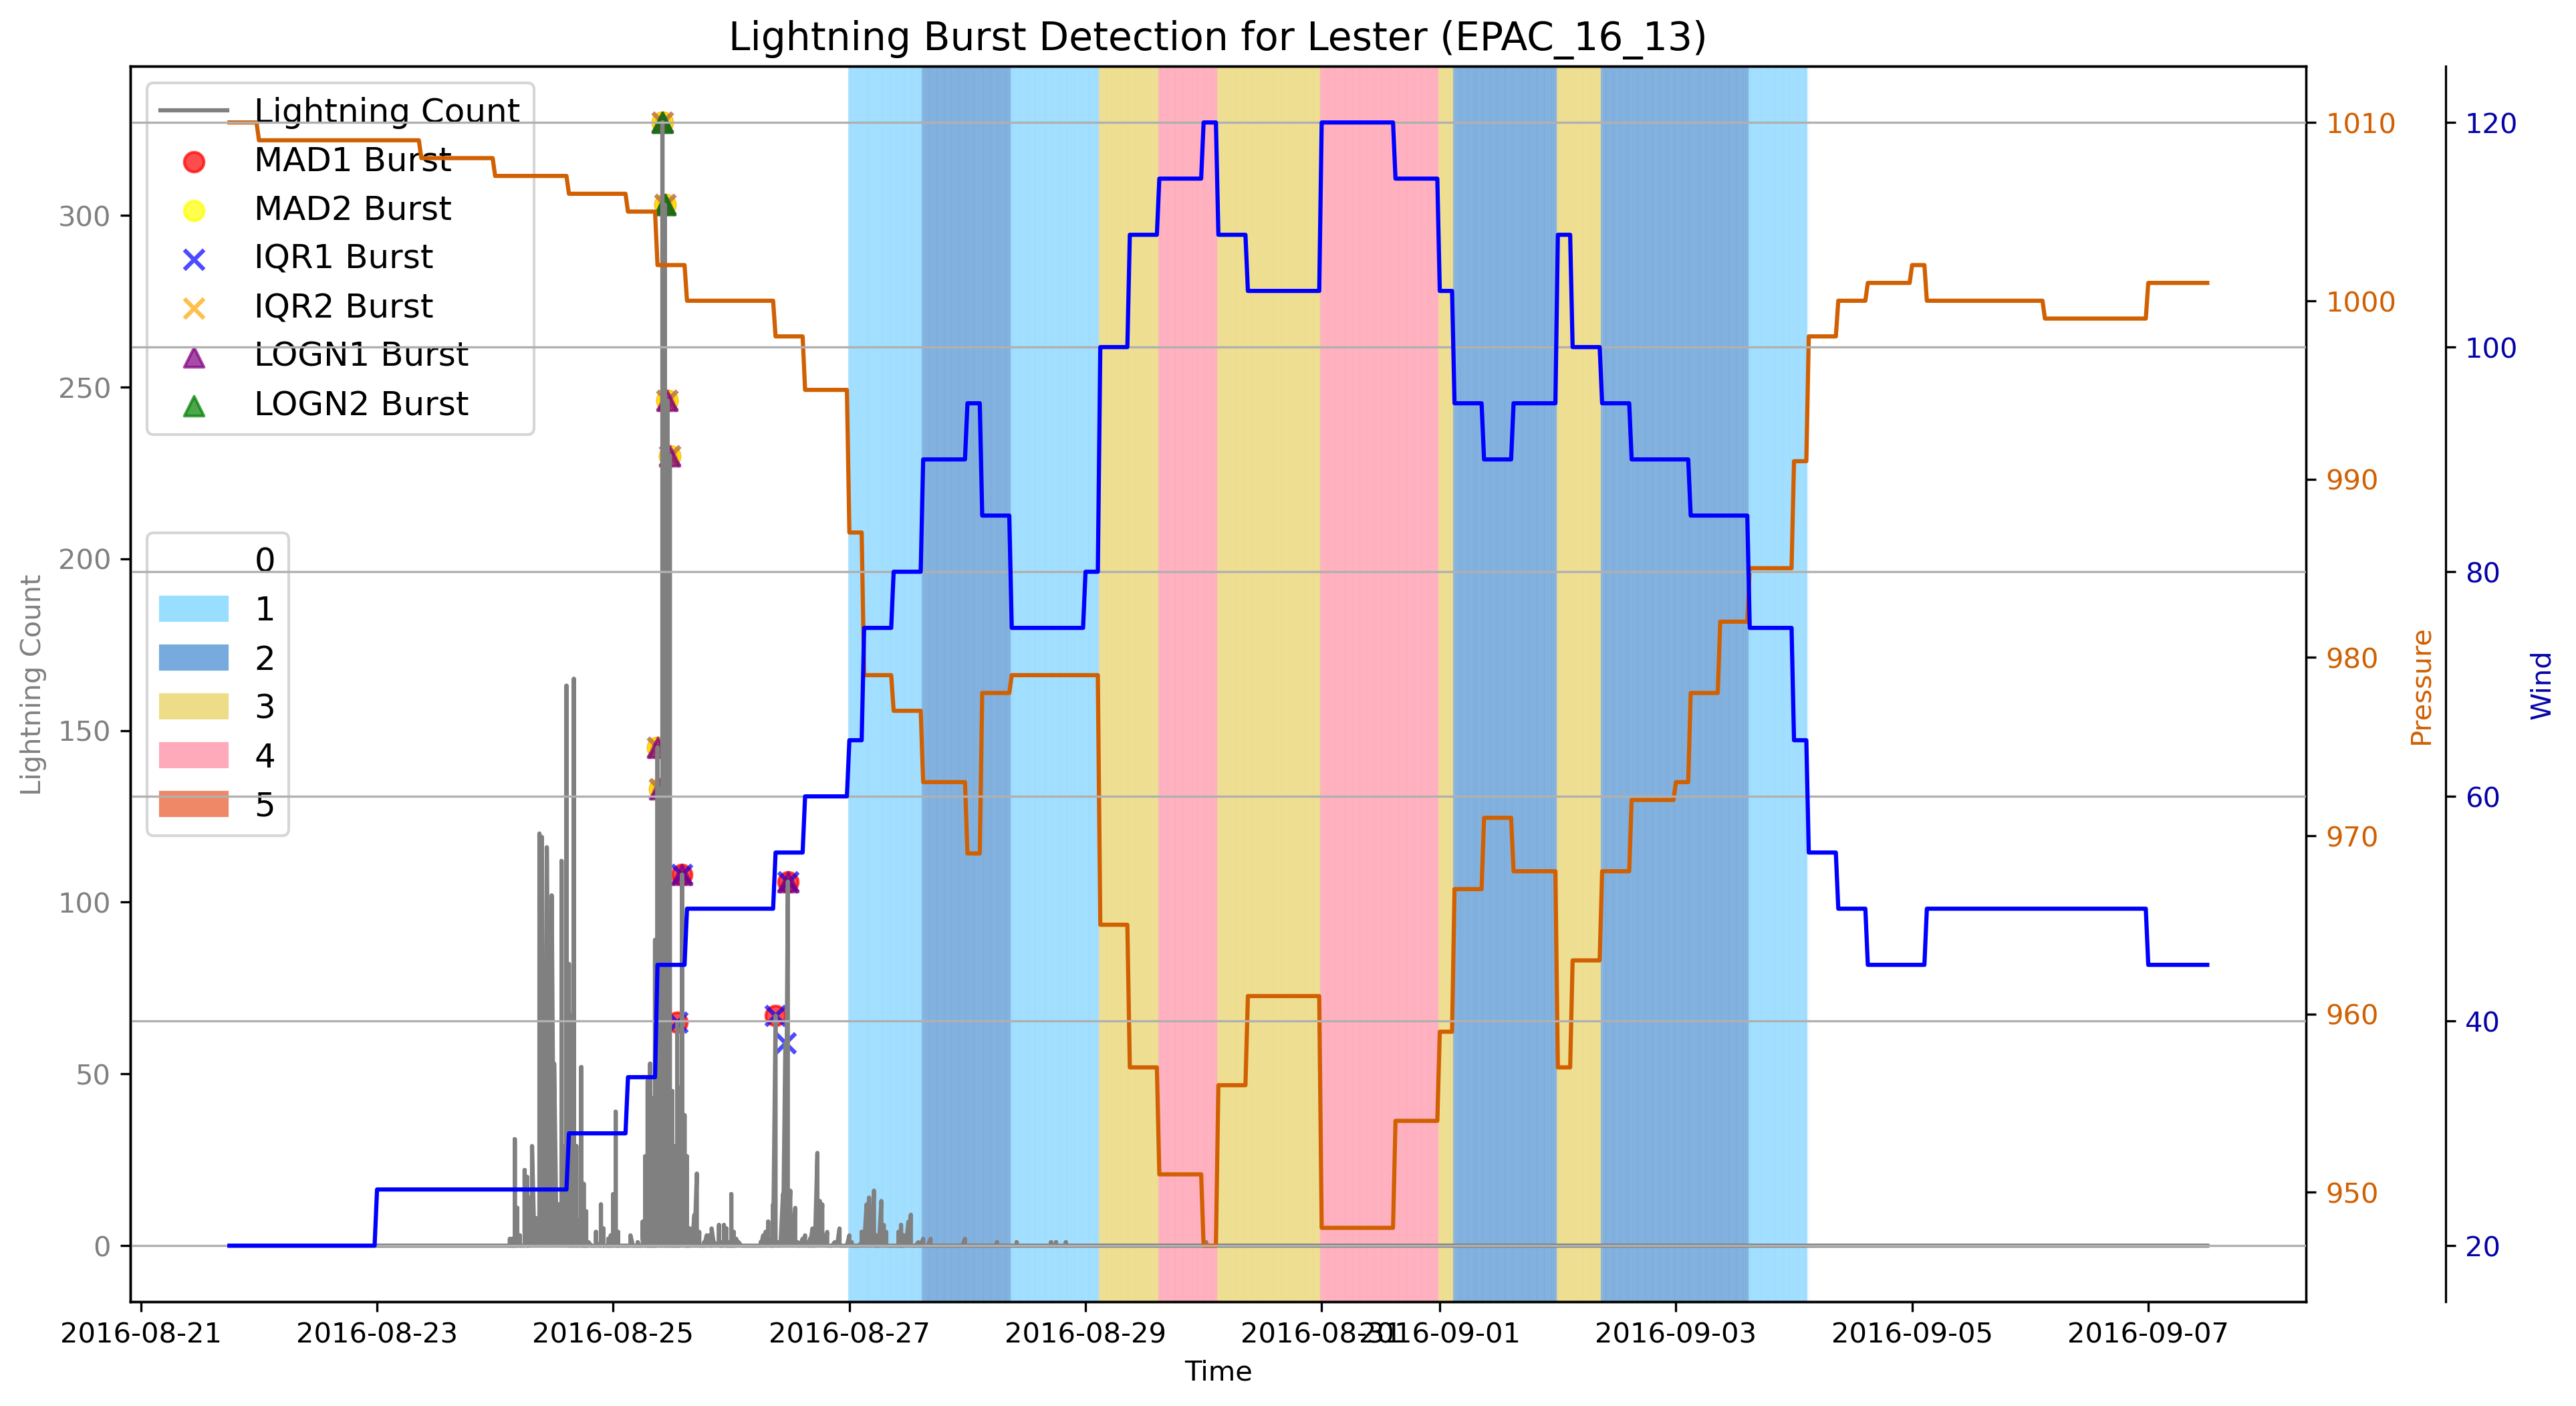 Lightning Burst Detection for Lester (EPAC_16_13)
Lightning Count
MAD1 Burst
MAD2 Burst
IQR1 Burst
IQR2 Burst
LOGN1 Burst
LOGN2 Burst
0
1
2
3
4
5
Lightning Count
300
250
200
150
100
50
0
1010
1000
990
980
970
960
950
Pressure
120
100
80
60
40
20
Wind
2016-08-21 2016-08-23 2016-08-25 2016-08-27 2016-08-29 2016-08-31 2016-09-01 2016-09-03 2016-09-05 2016-09-07
Time